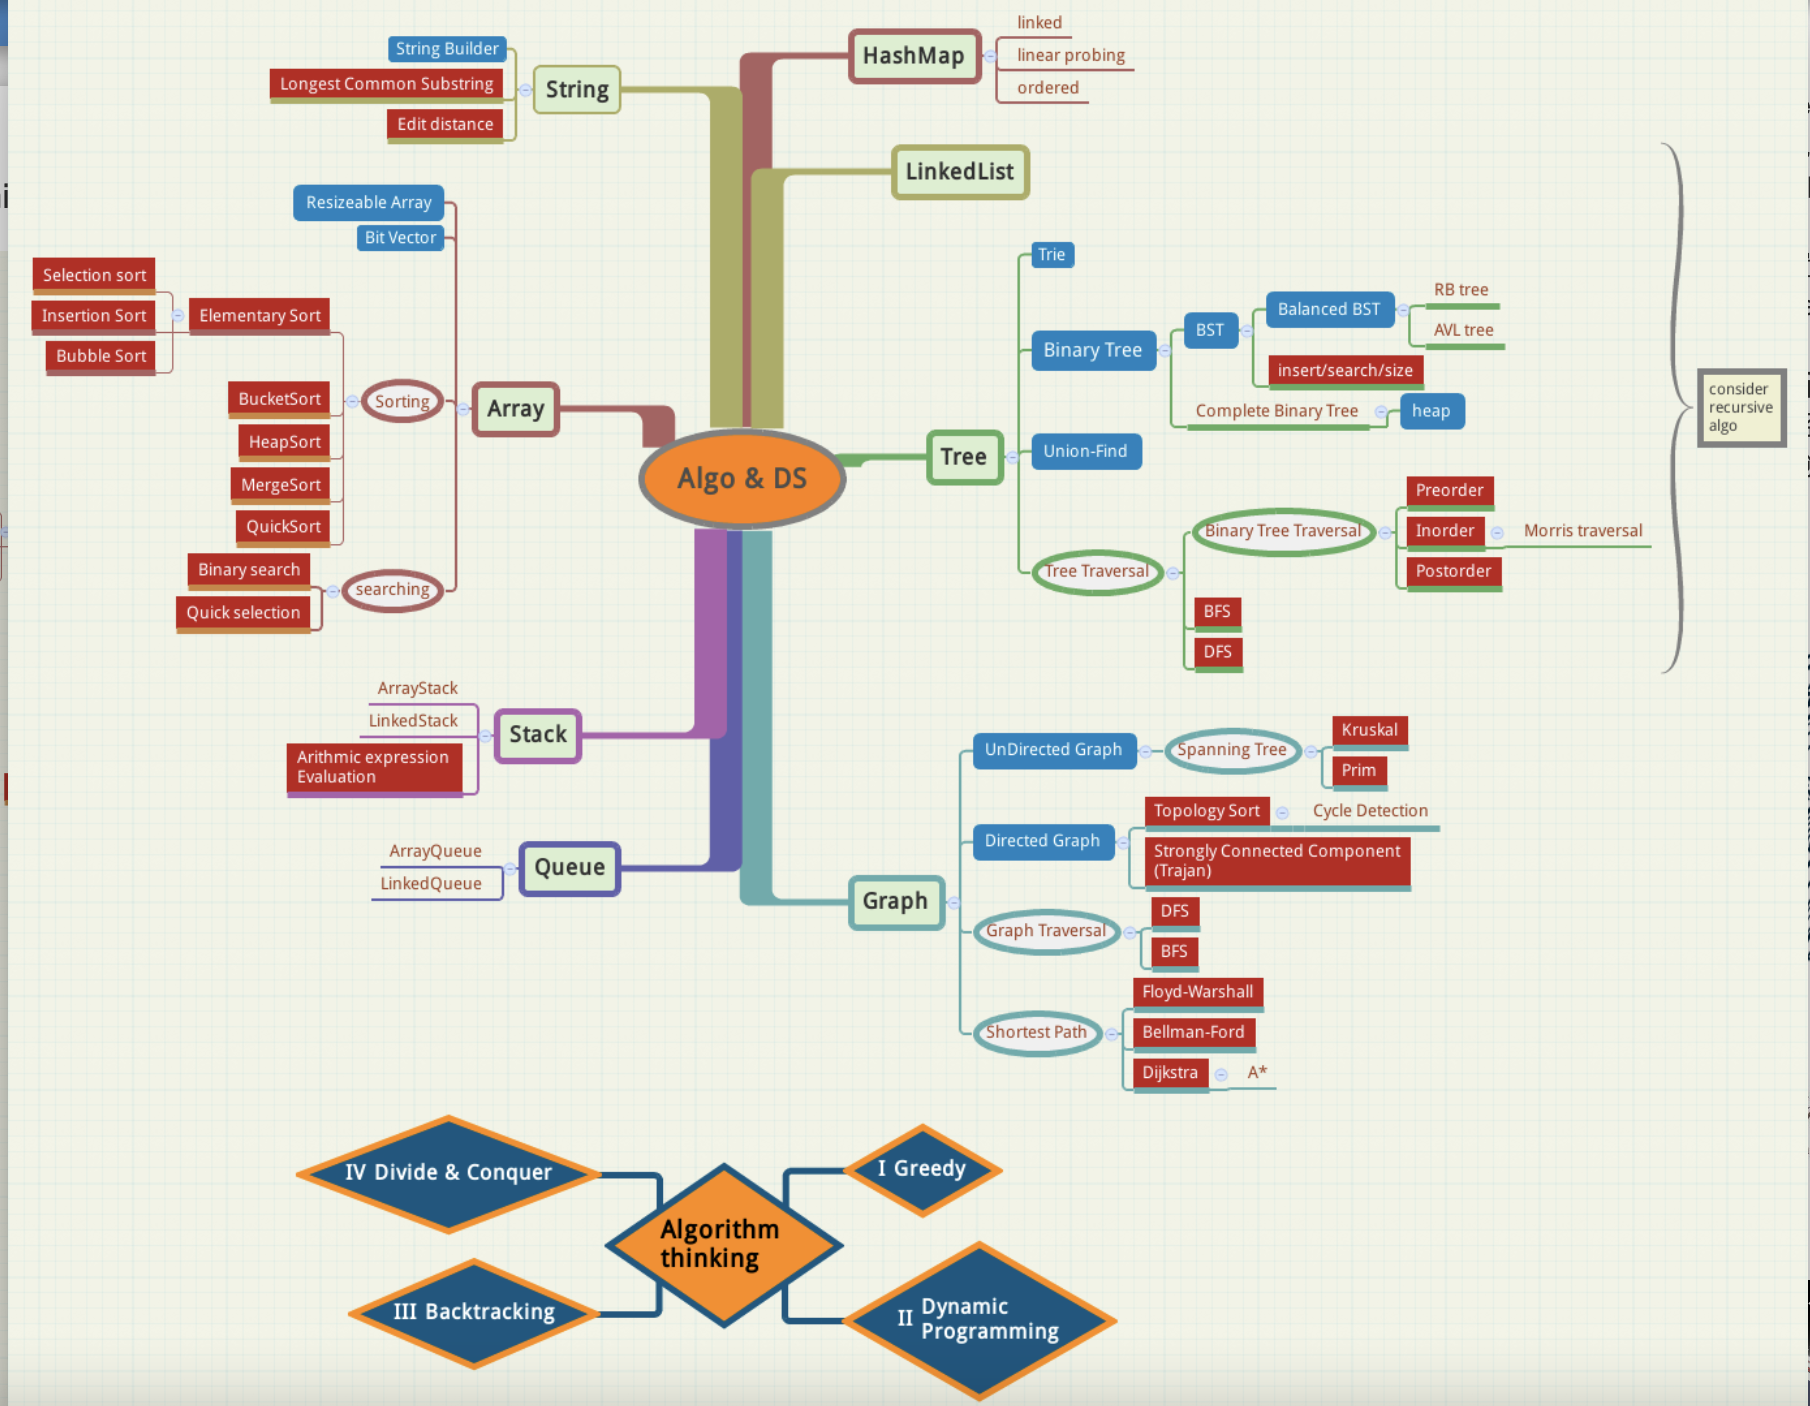 String Builder
Longest Common Substring
Edit distance
String
HashMap
linked
linear probing
ordered
LinkedList
Resizeable Array
Bit Vector
Selection sort
Insertion Sort
Bubble Sort
Elementary Sort
BucketSort
HeapSort
MergeSort
QuickSort
Sorting
Array
Binary search
Quick selection
searching
Algo & DS
Tree
Trie
Binary Tree
BST
Balanced BST
RB tree
AVL tree
insert/search/size
Complete Binary Tree
heap
Union-Find
Tree Traversal
Binary Tree Traversal
Preorder
Inorder
Morris traversal
Postorder
BFS
DFS
consider
recursive
algo
ArrayStack
LinkedStack
Arithmic expression
Evaluation
Stack
ArrayQueue
LinkedQueue
Queue
Graph
UnDirected Graph
Spanning Tree
Kruskal
Prim
Directed Graph
Topology Sort
Cycle Detection
Strongly Connected Component
(Trajan)
Graph Traversal
DFS
BFS
Shortest Path
Floyd-Warshall
Bellman-Ford
Dijkstra
A*
IV Divide & Conquer
I Greedy
Algorithm
thinking
III Backtracking
II Dynamic
Programming